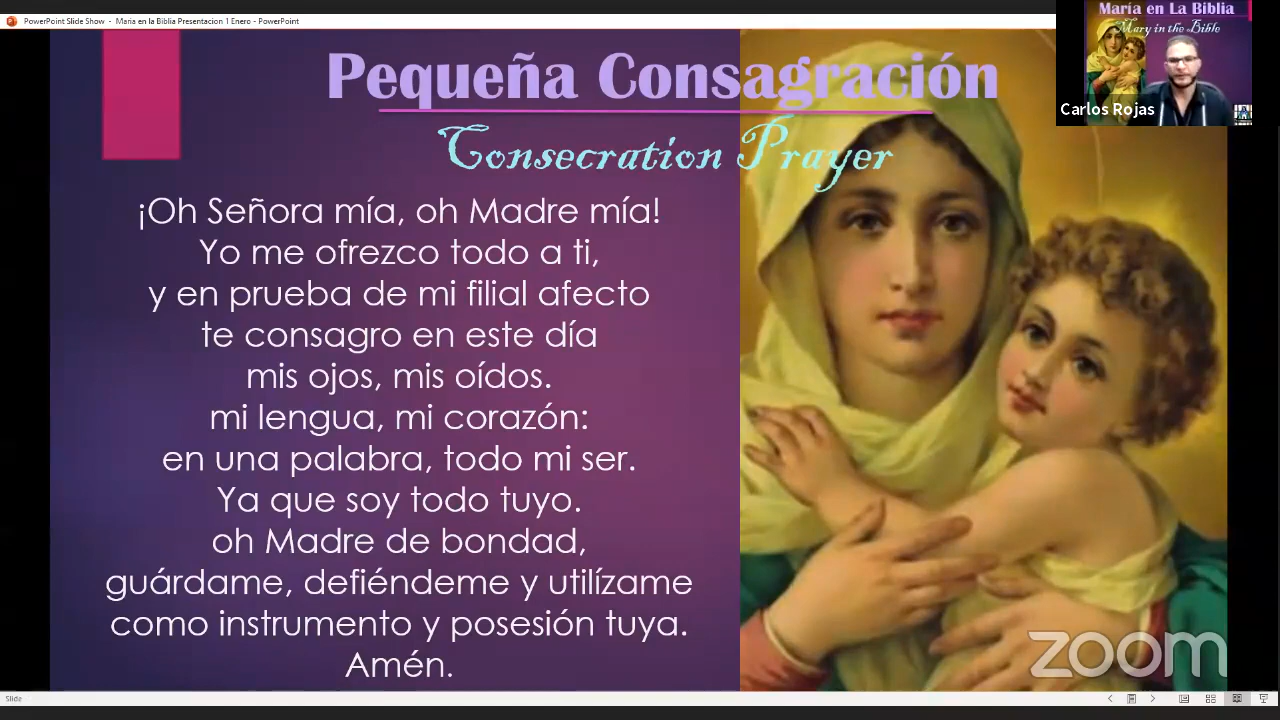 PowerPoint Slide Show - Maria en la Biblia Presentacion 1 Enero - PowerPoint
María en La Biblia
Mary in the Bible
Carlos Rojas
Pequeña Consagración
Consecration Prayer
¡Oh Señora mía, oh Madre mía!
Yo me ofrezco todo a ti,
y en prueba de mi filial afecto
te consagro en este día
mis ojos, mis oídos.
mi lengua, mi corazón:
en una palabra, todo mi ser.
Ya que soy todo tuyo.
oh Madre de bondad,
guárdame, defiéndeme y utilízame
como instrumento y posesión tuya.
Amén.
zoom
Slide